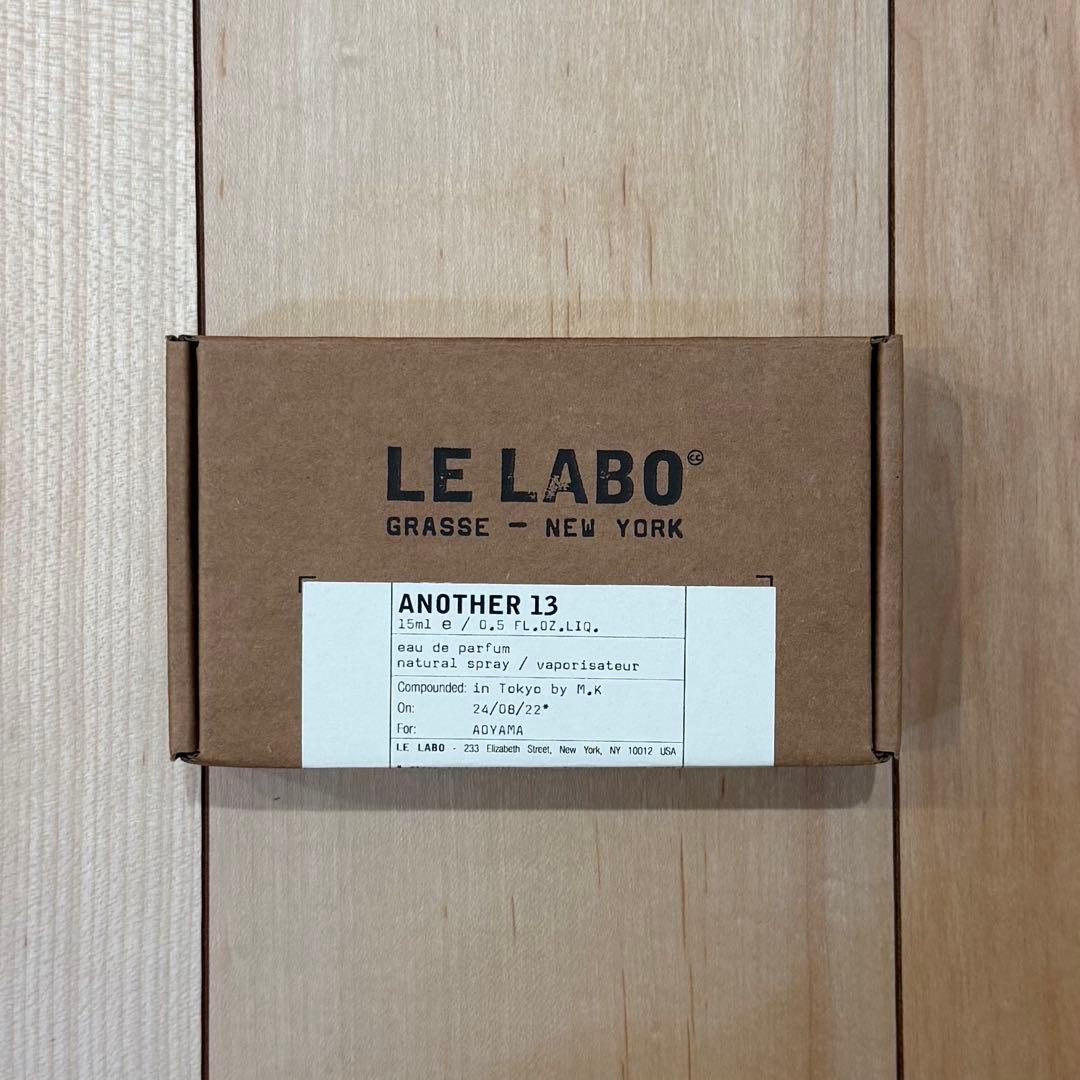 LE LABO
GRASSE — NEW YORK
ANOTHER 13
15ml e / 0.5 FL.OZ.LIQ.
eau de parfum
natural spray / vaporisateur
Compounded: in Tokyo by M.K
On: 24/08/22*
For: AOYAMA
LE LABO - 233 Elizabeth Street, New York, NY 10012 USA